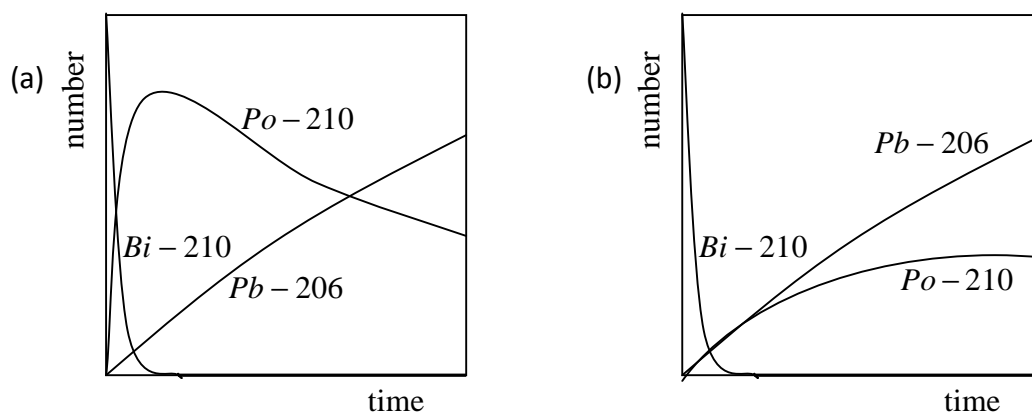 (a)
number
Po – 210
Bi – 210
Pb – 206
time
(b)
number
Pb – 206
Bi – 210
Po – 210
time